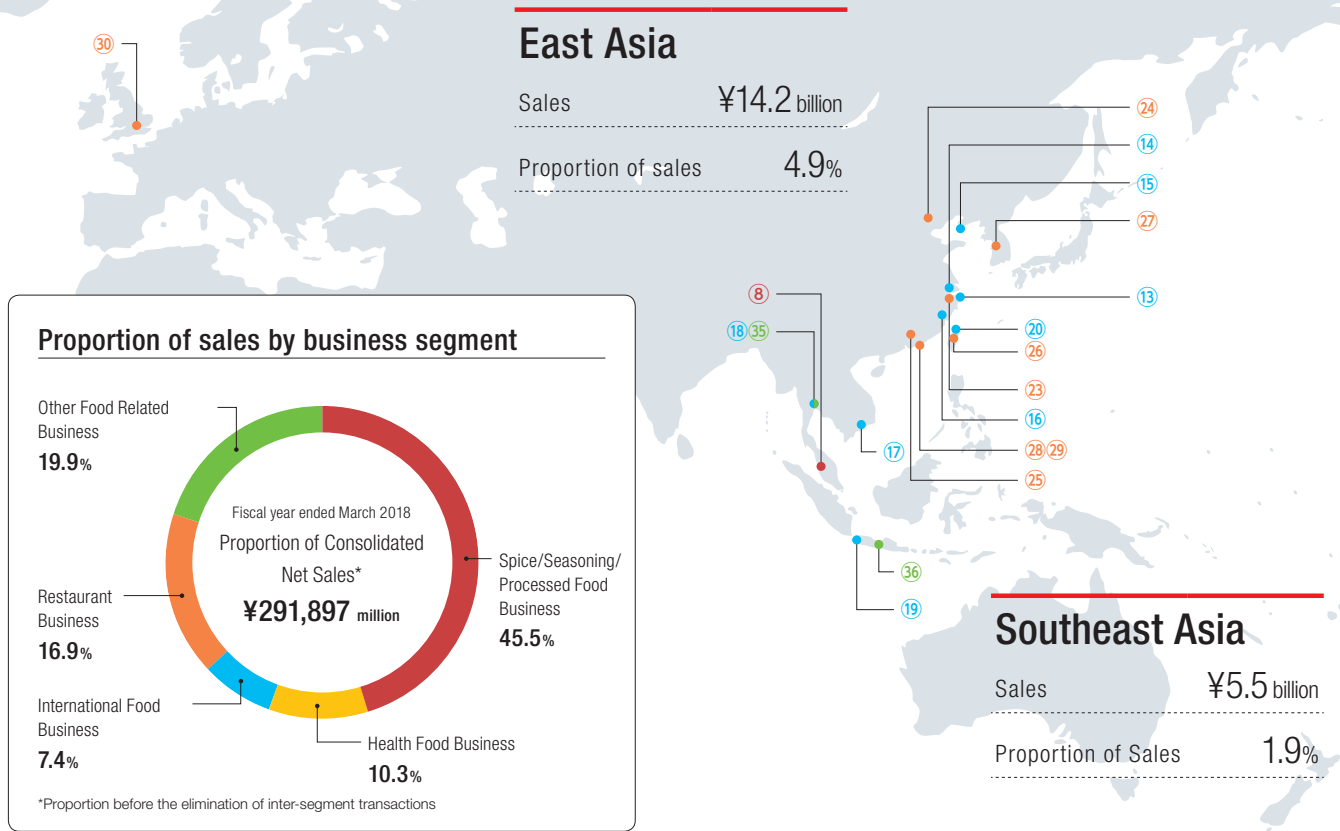 ㉚
East Asia
Sales ¥14.2 billion
Proportion of sales 4.9%
㉔
⑭
⑮
㉗
⑧
⑬
⑱㉟
⑳
㉖
㉓
⑯
⑰
㉘㉙
㉕
㊱
⑲
Proportion of sales by business segment
Other Food Related
Business
19.9%
Fiscal year ended March 2018
Proportion of Consolidated
Net Sales*
¥291,897 million
Spice/Seasoning/
Processed Food
Business
45.5%
Restaurant
Business
16.9%
International Food
Business
7.4%
Health Food Business
10.3%
*Proportion before the elimination of inter-segment transactions
Southeast Asia
Sales ¥5.5 billion
Proportion of Sales 1.9%